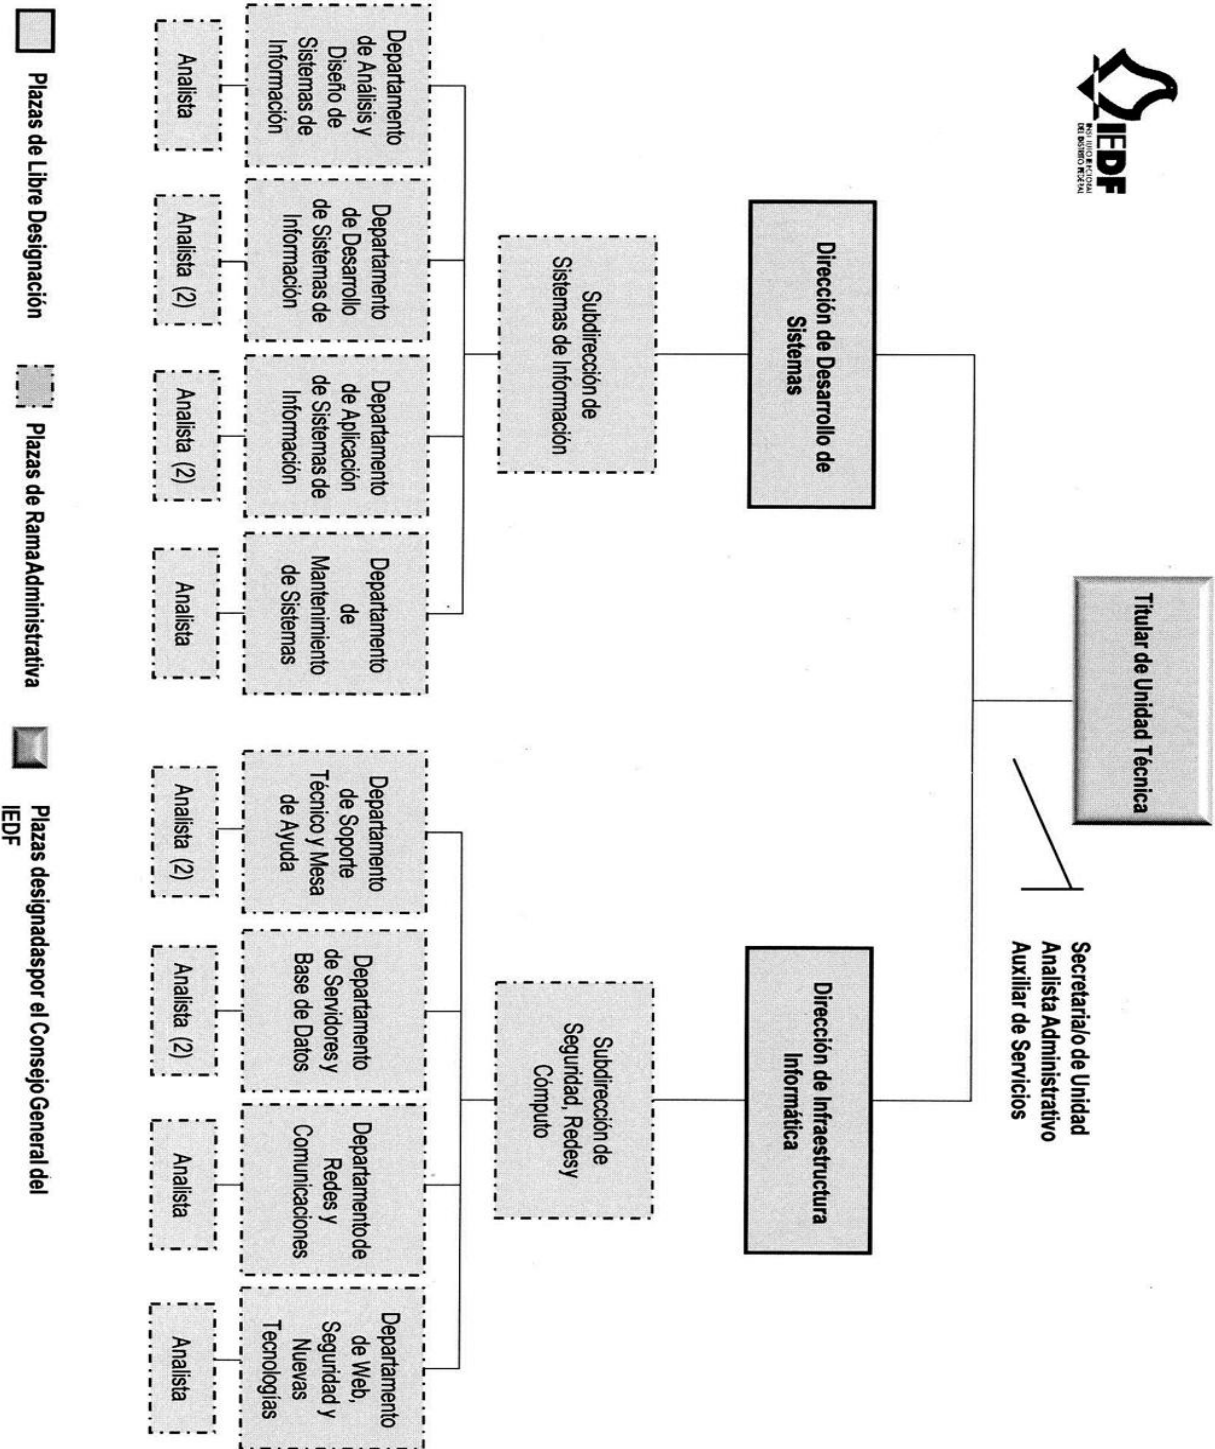 IEDF
INSTITUTO ELECTORAL
DEL DISTRITO FEDERAL
Titular de Unidad Técnica
Secretaria/o de Unidad
Analista Administrativo
Auxiliar de Servicios
Dirección de Desarrollo de
Sistemas
Dirección de Infraestructura
Informática
Subdirección de
Sistemas de Información
Subdirección de
Seguridad, Redes y
Cómputo
Departamento
de Análisis y
Diseño de
Sistemas de
Información
Departamento
de Desarrollo
de Sistemas de
Información
Departamento
de Aplicación
de Sistemas de
Información
Departamento
de
Mantenimiento
de Sistemas
Departamento
de Soporte
Técnico y Mesa
de Ayuda
Departamento
de Servidores y
Base de Datos
Departamento de
Redes y
Comunicaciones
Departamento
de Web,
Seguridad y
Nuevas
Tecnologías
Analista
Analista (2)
Analista (2)
Analista
Analista (2)
Analista (2)
Analista
Analista
Plazas de Libre Designación
Plazas de Rama Administrativa
Plazas designadas por el Consejo General del
IEDF